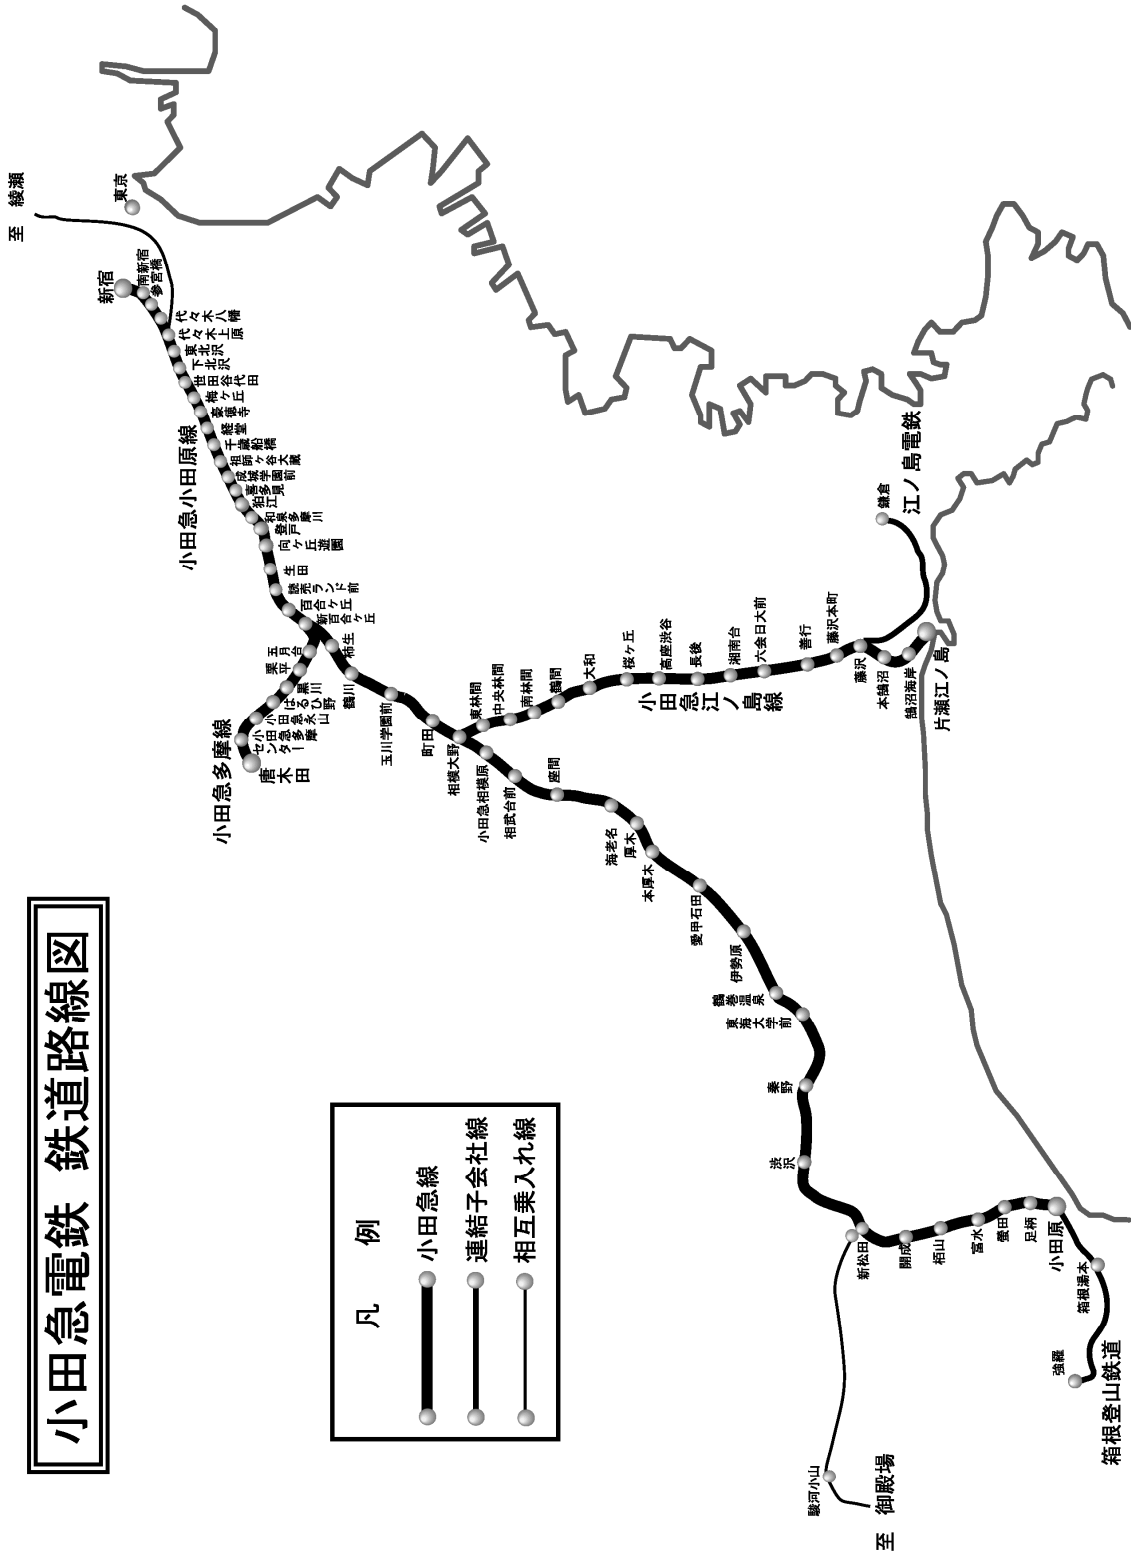 小田急電鉄 鉄道路線図
凡 例
小田急線
連結子会社線
相互乗入れ線
至 綾瀬
東京
新宿
南新宿
参宮橋
代々木八幡
代々木上原
東北沢
下北沢
世田谷代田
梅ヶ丘
豪徳寺
経堂
千歳船橋
祖師ヶ谷大蔵
成城学園前
喜多見
狛江
和泉多摩川
登戸
向ヶ丘遊園
生田
読売ランド前
百合ヶ丘
新百合ヶ丘
小田急小田原線
五月台
栗平
黒川
はるひ野
小田急永山
小田急多摩
センター
唐木田
小田急多摩線
柿生
鶴川
玉川学園前
町田
相模大野
小田急相模原
相武台前
座間
海老名
厚木
本厚木
愛甲石田
伊勢原
鶴巻温泉
東海大学前
秦野
渋沢
新松田
開成
栢山
富水
螢田
足柄
小田原
箱根湯本
強羅
箱根登山鉄道
駿河小山
至 御殿場
東林間
中央林間
南林間
鶴間
大和
桜ヶ丘
高座渋谷
長後
湘南台
六会日大前
善行
藤沢本町
藤沢
本鵠沼
鵠沼海岸
片瀬江ノ島
小田急江ノ島線
鎌倉
江ノ島電鉄